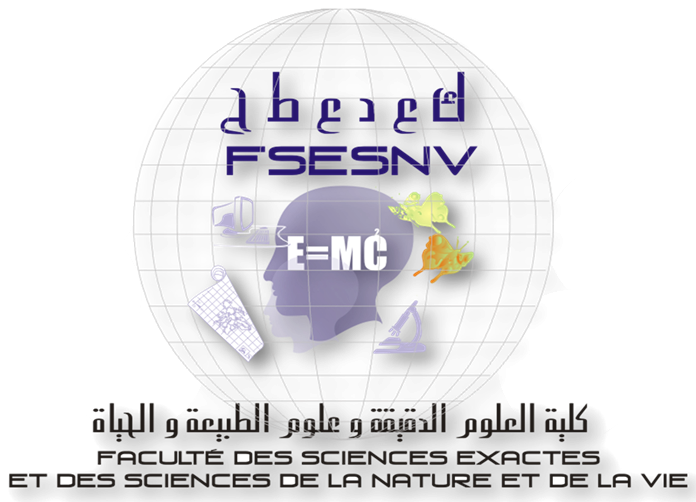 ك ع د ع ط ح
FSESNV
E=MC²
كلية العلوم الدقيقة و علوم الطبيعة و الحياة
FACULTÉ DES SCIENCES EXACTES
ET DES SCIENCES DE LA NATURE ET DE LA VIE